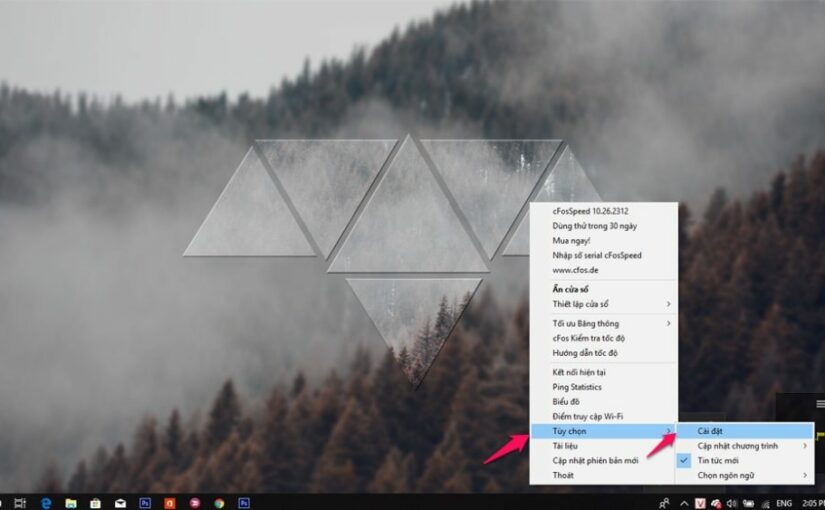 cFosSpeed 10.26.2312
Dùng thử trong 30 ngày
Mua ngay!
Nhập số serial cFosSpeed
www.cfos.de
Ẩn cửa sổ
Thiết lập cửa sổ
Tối ưu Băng thông
cFos Kiểm tra tốc độ
Hướng dẫn tốc độ
Kết nối hiện tại
Ping Statistics
Biểu đồ
Điểm truy cập Wi-Fi
Tùy chọn
Tài liệu
Cập nhật phiên bản mới
Thoát
Cài đặt
Cập nhật chương trình
Tin tức mới
Chọn ngôn ngữ
ENG
2:05 P